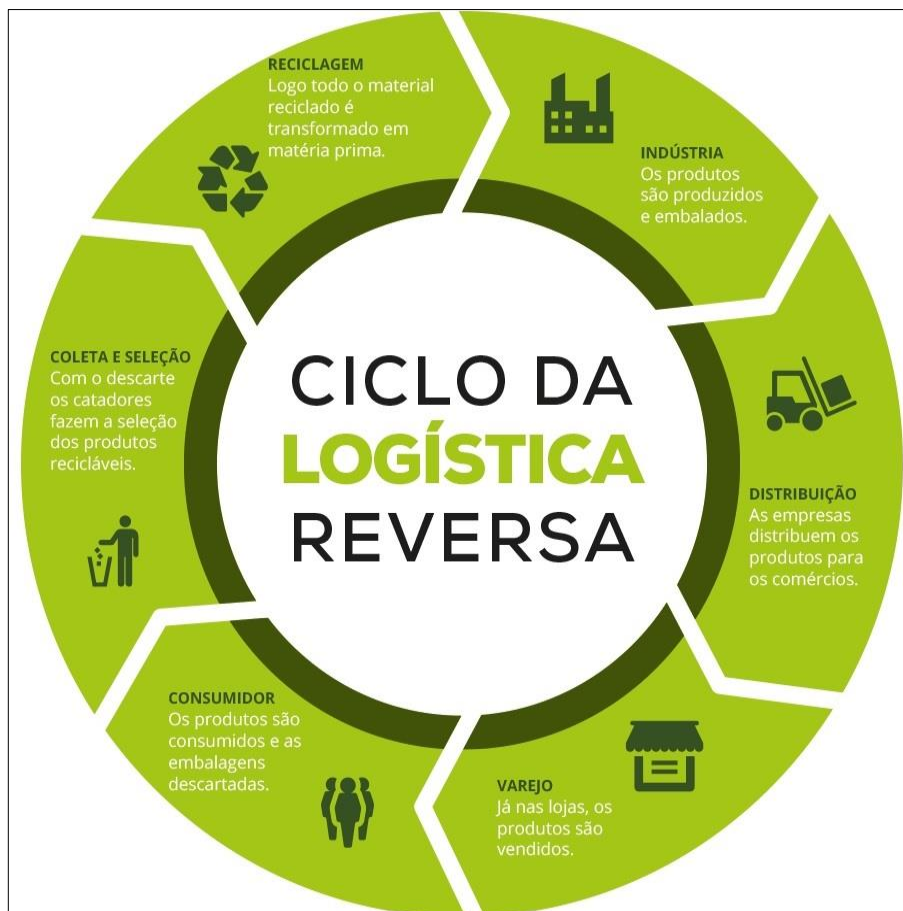 CICLO DA
LOGÍSTICA
REVERSA
INDÚSTRIA
Os produtos
são produzidos
e embalados.
DISTRIBUIÇÃO
As empresas
distribuem os
produtos para
os comércios.
VAREJO
Já nas lojas, os
produtos são
vendidos.
CONSUMIDOR
Os produtos são
consumidos e as
embalagens
descartadas.
COLETA E SELEÇÃO
Com o descarte
os catadores
fazem a seleção
dos produtos
recicláveis.
RECICLAGEM
Logo todo o material
reciclado é
transformado em
matéria prima.